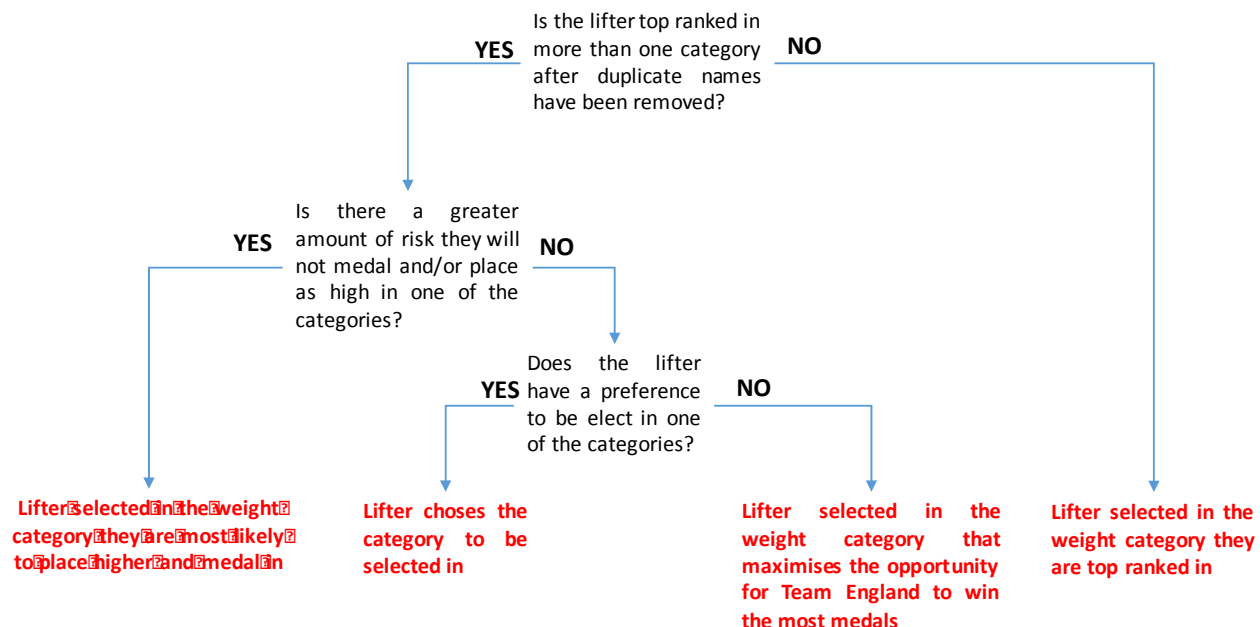 Is the lifter top ranked in
more than one category
after duplicate names
have been removed?
YES
NO
Is there a greater
amount of risk they will
not medal and/or place
as high in one of the
categories?
YES
NO
Does the lifter
have a preference
to be elect in one
of the categories?
YES
NO
Lifter⍰selected⍰in⍰the⍰weight⍰
category⍰they⍰are⍰most⍰likely⍰
to⍰place⍰higher⍰and⍰medal⍰in
Lifter choses the
category to be
selected in
Lifter selected in the
weight category that
maximises the opportunity
for Team England to win
the most medals
Lifter selected in the
weight category they
are top ranked in